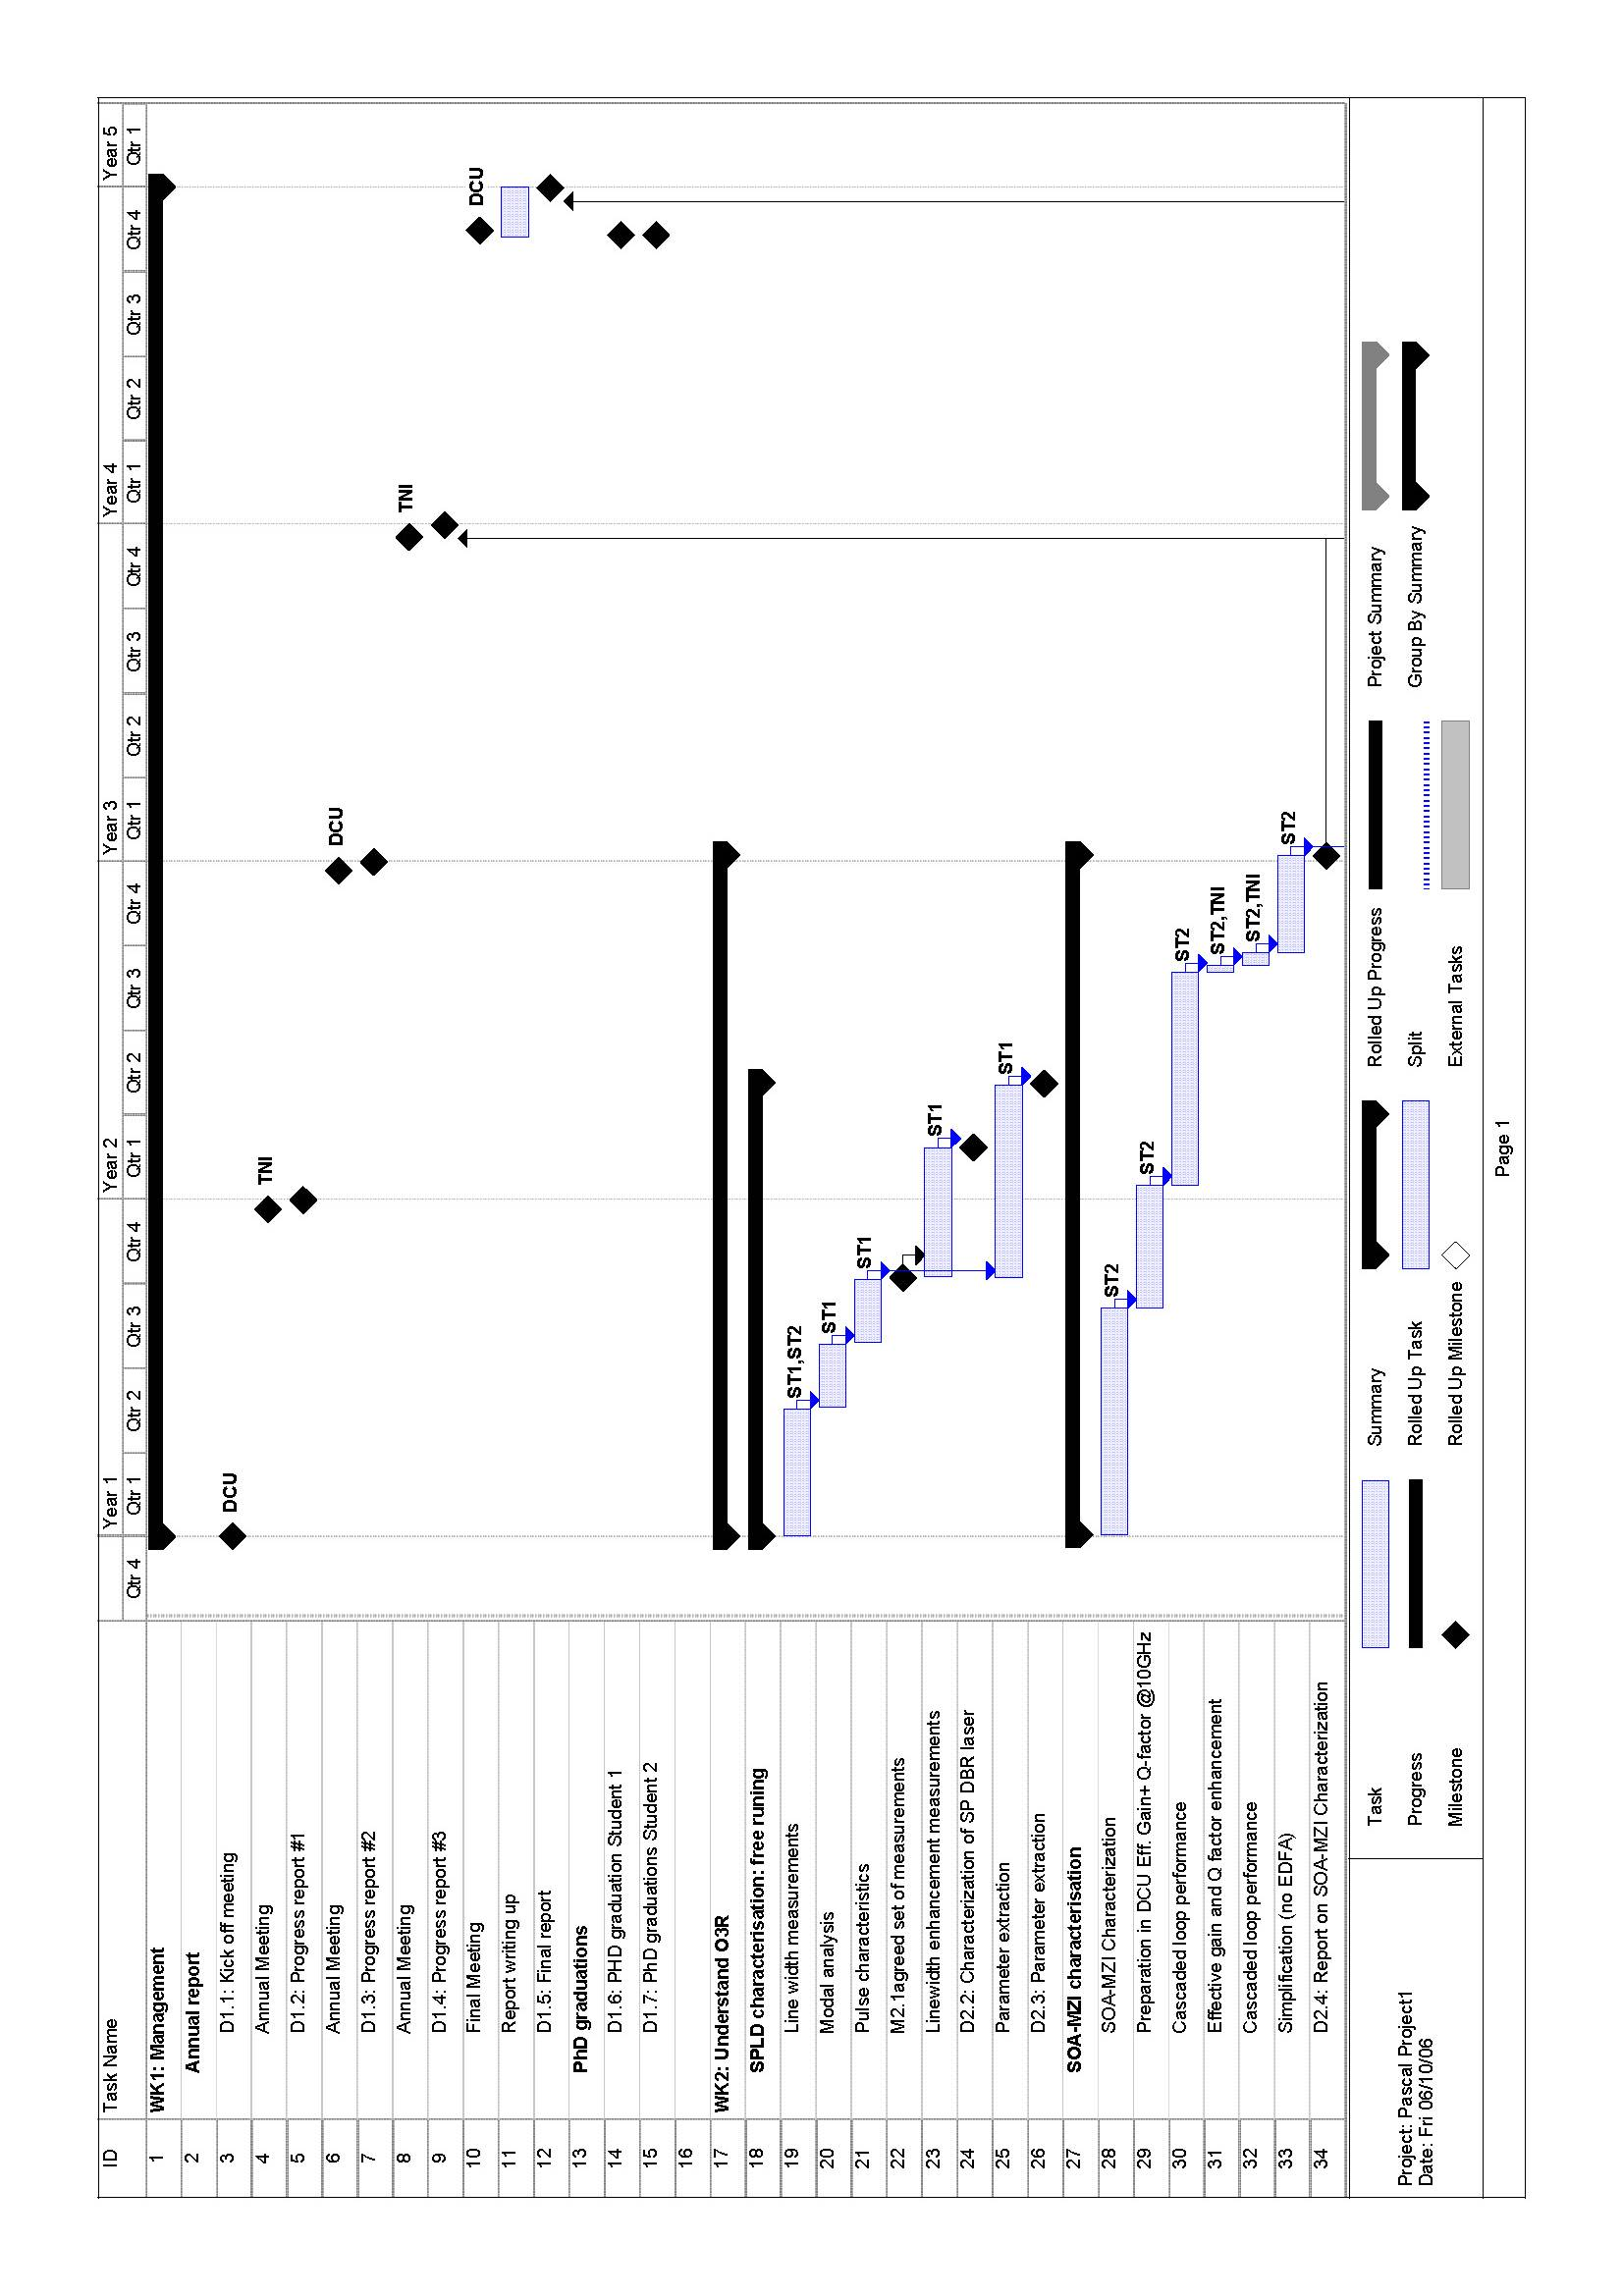 ID Task Name Year 1 Year 2 Year 3 Year 4 Year 5
Qtr 4 Qtr 1 Qtr 2 Qtr 3 Qtr 4 Qtr 1 Qtr 2 Qtr 3 Qtr 4 Qtr 1 Qtr 2 Qtr 3 Qtr 4 Qtr 1 Qtr 2 Qtr 3 Qtr 4 Qtr 1
1 WK1: Management
2 Annual report
3 D1.1: Kick off meeting DCU
4 Annual Meeting TNI
5 D1.2: Progress report #1
6 Annual Meeting DCU
7 D1.3: Progress report #2
8 Annual Meeting TNI
9 D1.4: Progress report #3
10 Final Meeting DCU
11 Report writing up
12 D1.5: Final report
13 PhD graduations
14 D1.6: PHD graduation Student 1
15 D1.7: PhD graduations Student 2
16
17 WK2: Understand O3R
18 SPLD characterisation: free runing
19 Line width measurements ST1,ST2
20 Modal analysis ST1
21 Pulse characteristics ST1
22 M2.1agreed set of measurements
23 Linewidth enhancement measurements ST1
24 D2.2: Characterization of SP DBR laser
25 Parameter extraction ST1
26 D2.3: Parameter extraction
27 SOA-MZI characterisation
28 SOA-MZI Characterization ST2
29 Preparation in DCU Eff. Gain+ Q-factor @10GHz ST2
30 Cascaded loop performance ST2
31 Effective gain and Q factor enhancement ST2,TNI
32 Cascaded loop performance ST2,TNI
33 Simplification (no EDFA) ST2
34 D2.4: Report on SOA-MZI Characterization
Project: Pascal Project1
Date: Fri 06/10/06
Task Summary Rolled Up Progress Project Summary
Progress Rolled Up Task Split Group By Summary
Milestone Rolled Up Milestone External Tasks
Page 1